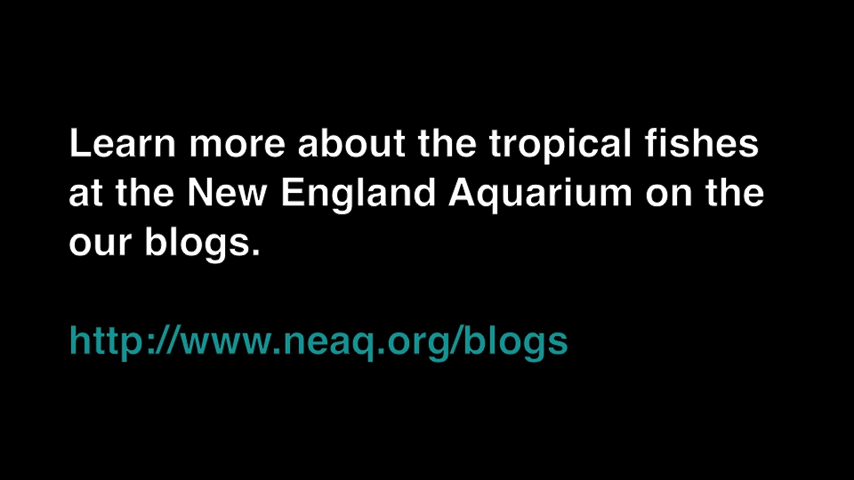 Learn more about the tropical fishes
at the New England Aquarium on the
our blogs.
http://www.neaq.org/blogs